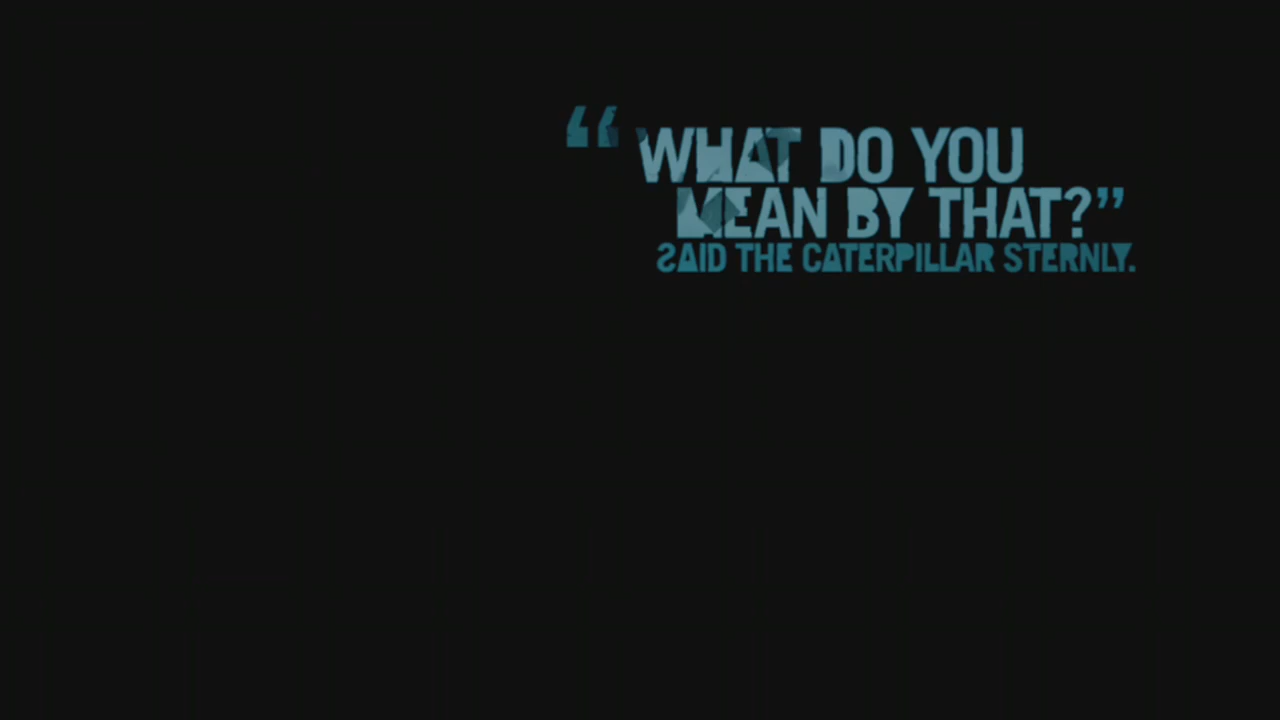 “WHAT DO YOU
MEAN BY THAT?”
SAID THE CATERPILLAR STERNLY.